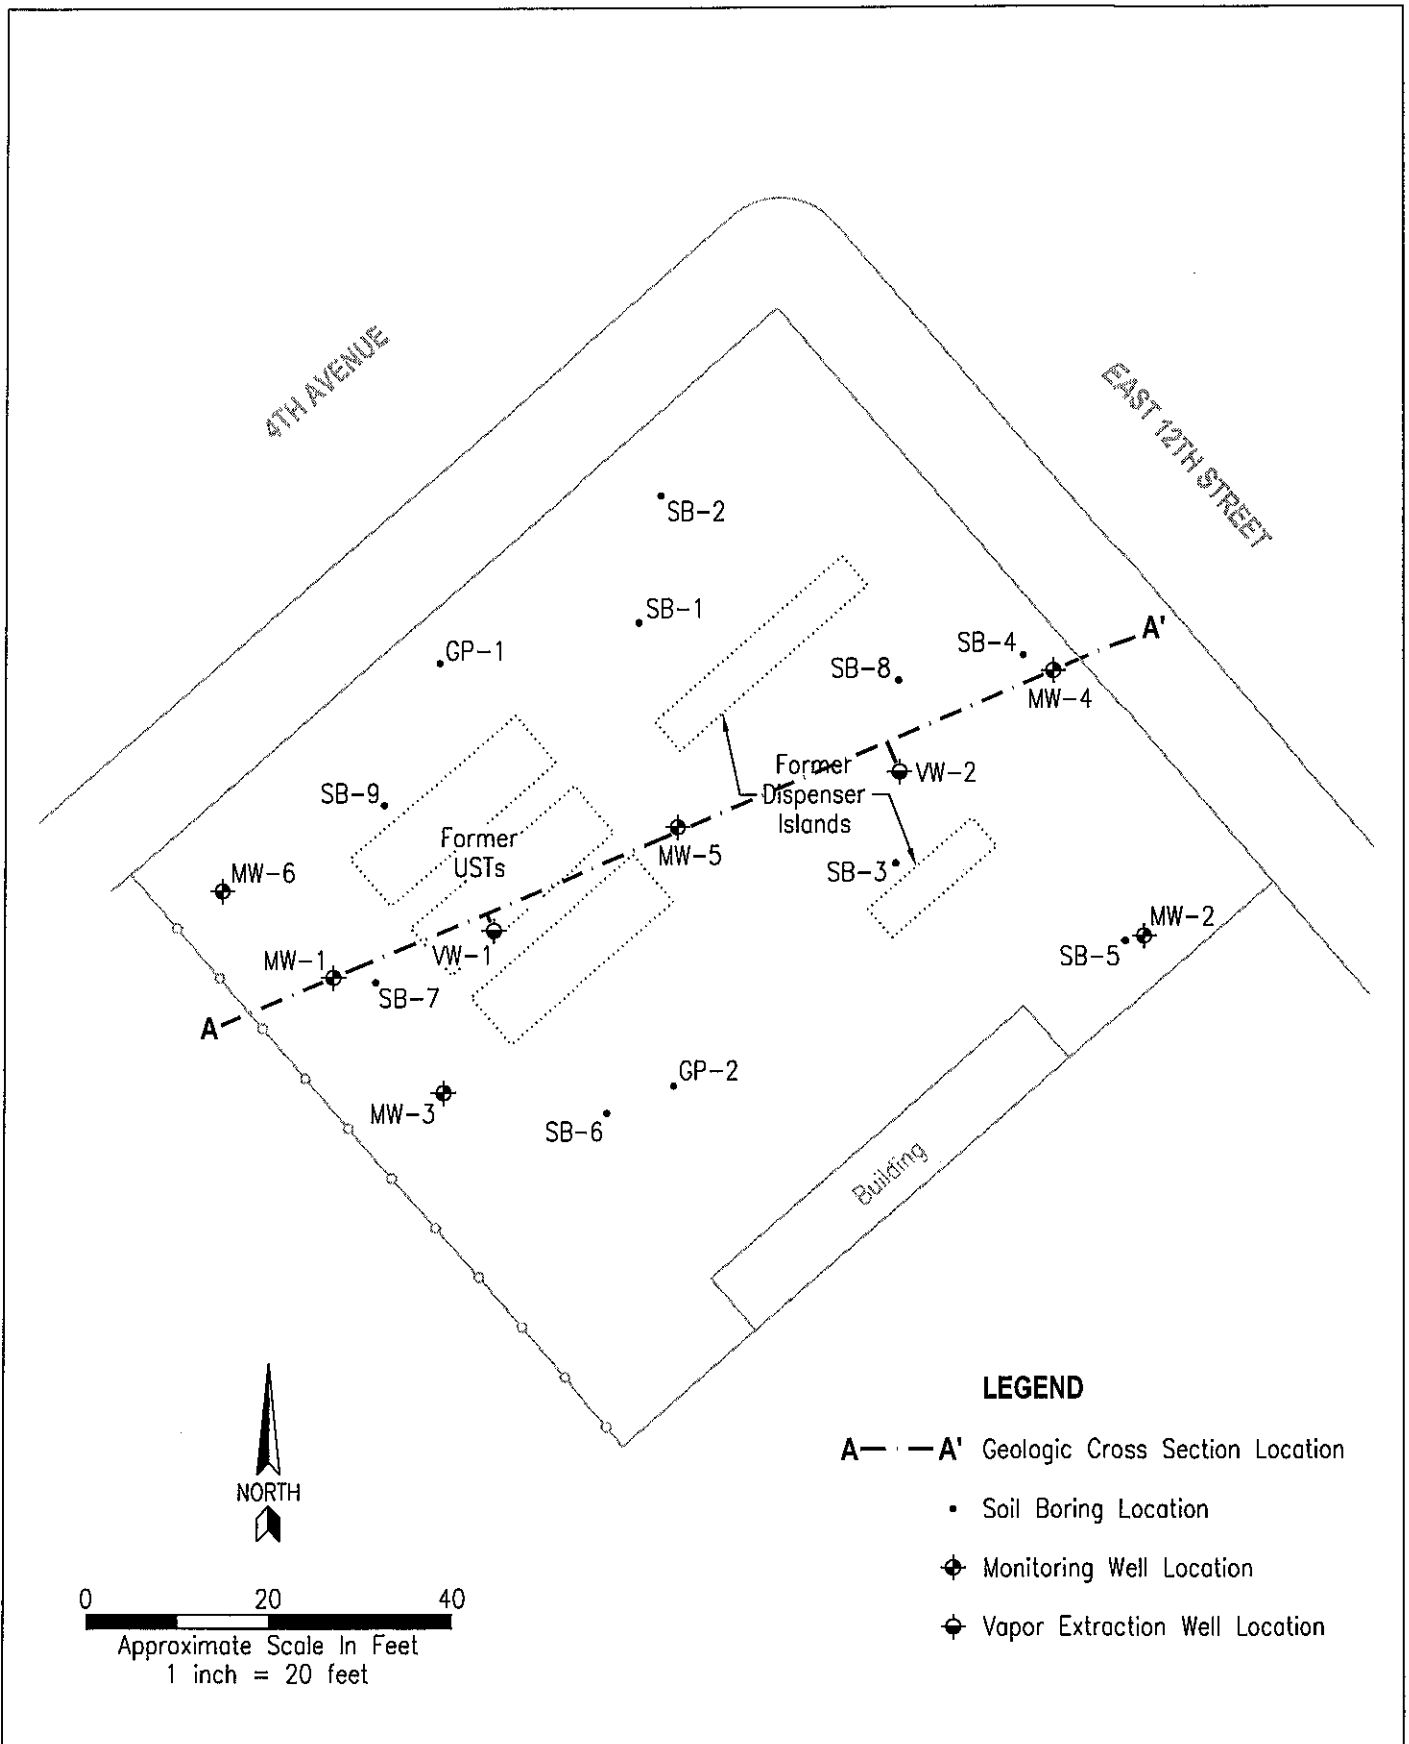 4TH AVENUE
EAST 12TH STREET
SB-2
SB-1
GP-1
SB-4
A'
SB-8
MW-4
Former
Dispenser
Islands
VW-2
SB-9
Former
USTs
MW-5
SB-3
MW-6
MW-2
SB-5
MW-1
VW-1
SB-7
A
GP-2
MW-3
SB-6
Building
NORTH
0 20 40
Approximate Scale In Feet
1 inch = 20 feet
LEGEND
A A' Geologic Cross Section Location
Soil Boring Location
Monitoring Well Location
Vapor Extraction Well Location